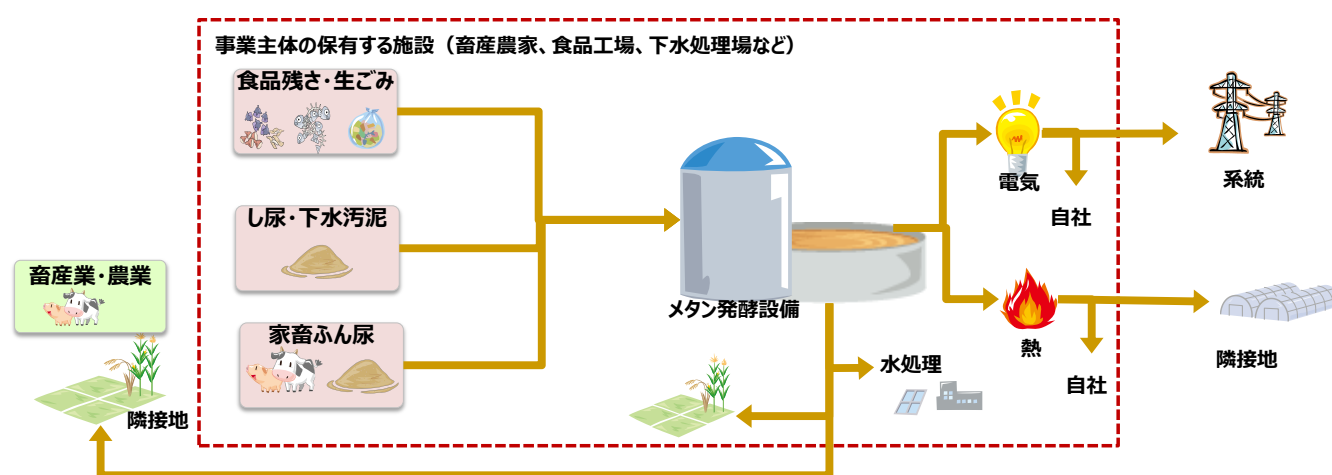 事業主体の保有する施設（畜産農家、食品工場、下水処理場など）
食品残さ・生ごみ
し尿・下水汚泥
家畜ふん尿
畜産業・農業
隣接地
メタン発酵設備
水処理
電気
自社
系統
熱
自社
隣接地